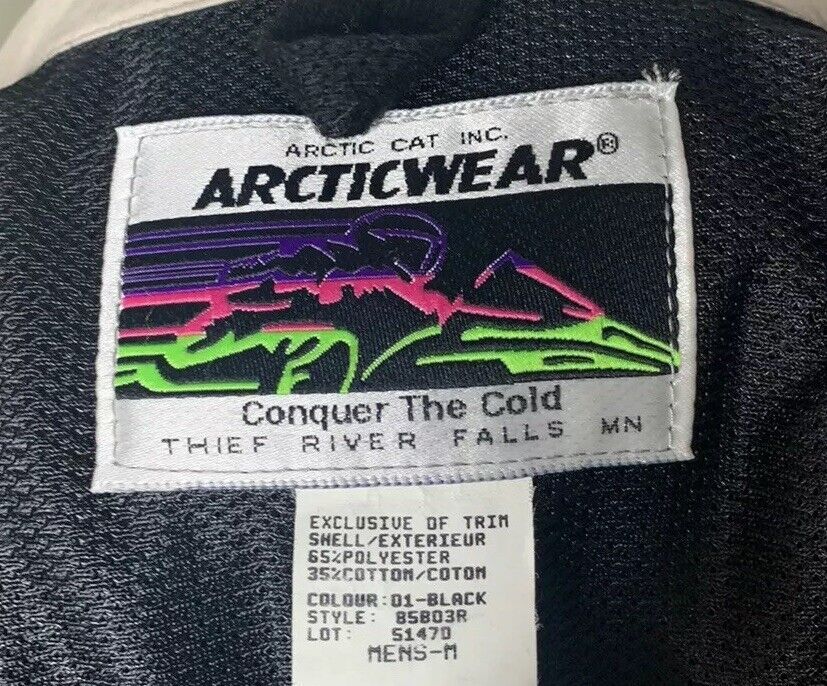 ARCTIC CAT INC.
ARCTICWEAR®
Conquer The Cold
THIEF RIVER FALLS MN
EXCLUSIVE OF TRIM
SHELL/EXTERIEUR
65%POLYESTER
35%COTTON/COTON
COLOUR:01-BLACK
STYLE: 85B03R
LOT: 51470
MENS-M